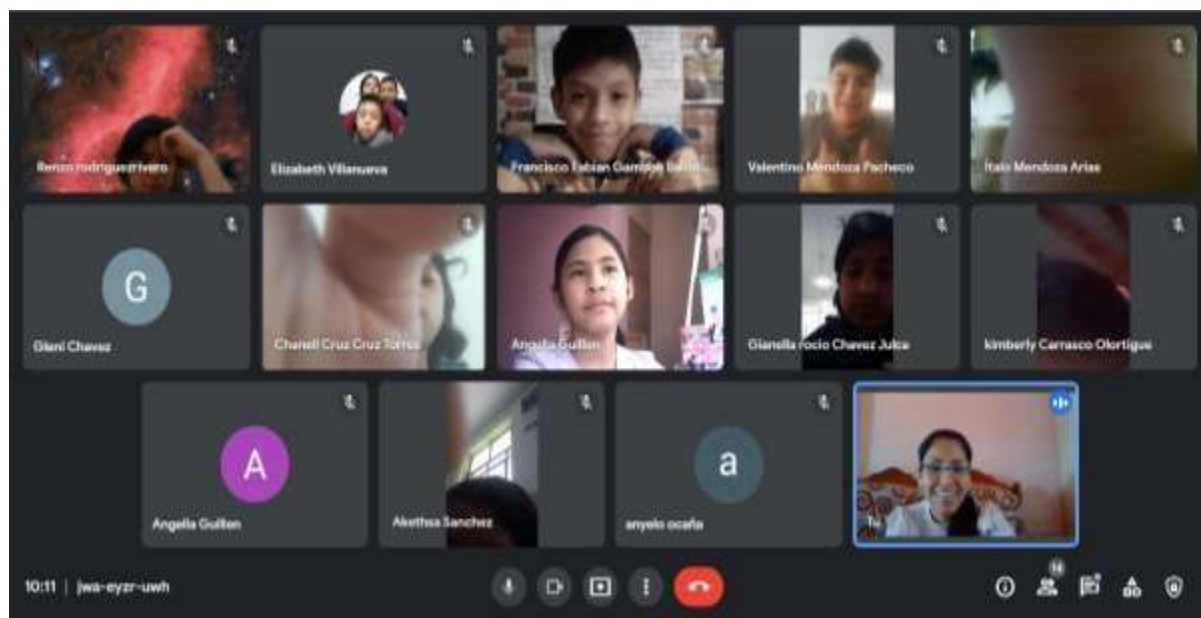 Renzo rodriguezrivero
Elizabeth Villanueva
Francisco Fabian
Valentino Mendoza Pacheco
Italo Mendoza Arias
G
Gleni Chavez
Chanell Cruz Cruz Torres
Angelia Guillen
Gianella rocio Chavez Julca
kimberly Carrasco Olortigue
A
Angella Guillen
Akethsa Sanchez
a
anyelo ocaña
Tú
10:11 | jwa-eyzr-uwh
14